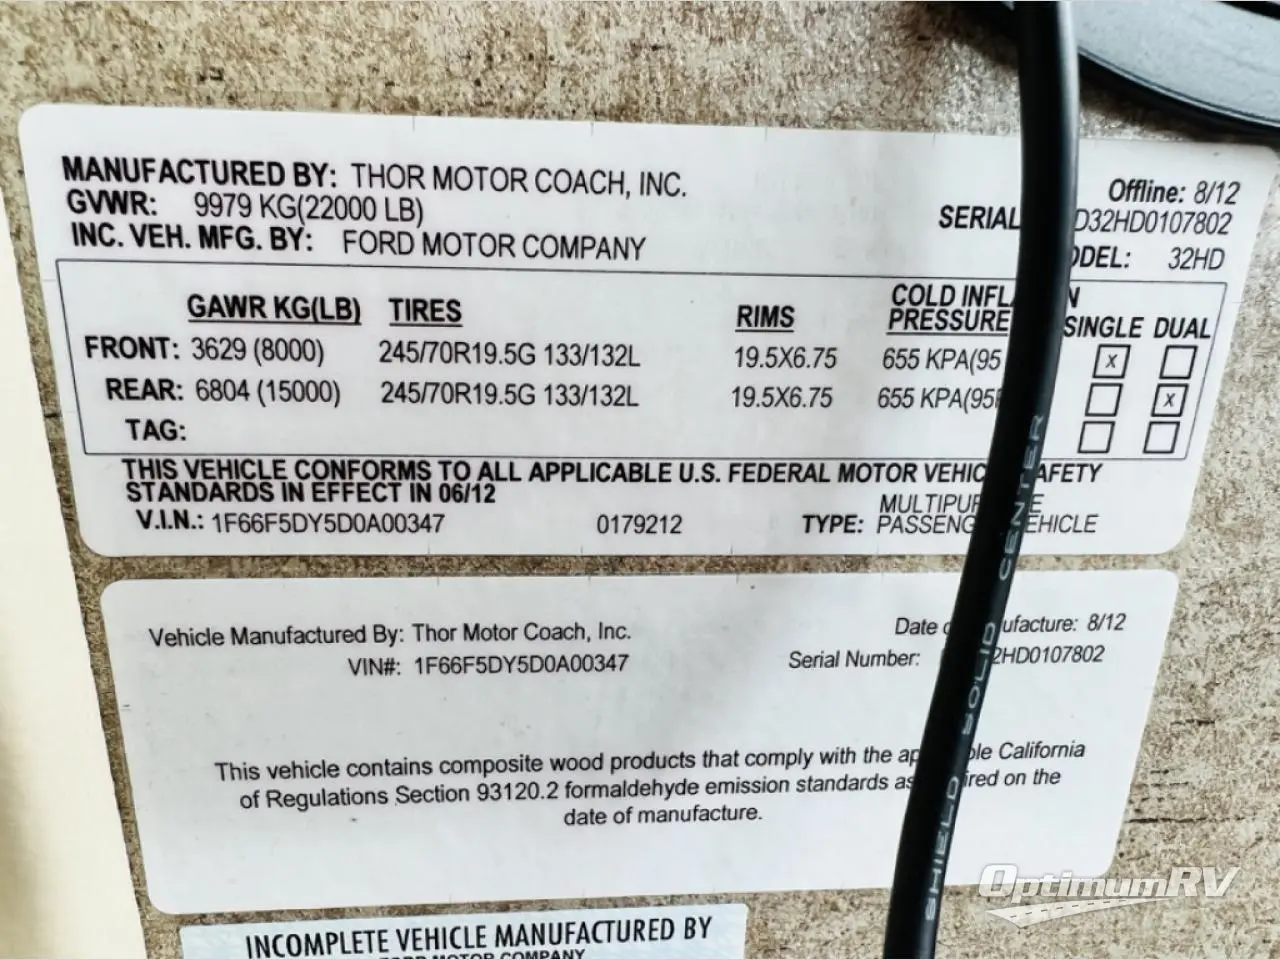 MANUFACTURED BY: THOR MOTOR COACH, INC.
Offline: 8/12
GVWR: 9979 KG(22000 LB)
SERIAL D32HD0107802
INC. VEH. MFG. BY: FORD MOTOR COMPANY
ODEL: 32HD
GAWR KG(LB) TIRES RIMS COLD INFL N
PRESSURE SINGLE DUAL
FRONT: 3629 (8000) 245/70R19.5G 133/132L 19.5X6.75 655 KPA(95 X
REAR: 6804 (15000) 245/70R19.5G 133/132L 19.5X6.75 655 KPA(95 X
TAG:
THIS VEHICLE CONFORMS TO ALL APPLICABLE U.S. FEDERAL MOTOR VEHIC AFETY
STANDARDS IN EFFECT IN 06/12
V.I.N.: 1F66F5DY5D0A00347 0179212 TYPE: MULTIPUR E
PASSENG EHICLE
Vehicle Manufactured By: Thor Motor Coach, Inc.
Date ufacture: 8/12
VIN#: 1F66F5DY5D0A00347
Serial Number: 2HD0107802
This vehicle contains composite wood products that comply with the ap ble California
of Regulations Section 93120.2 formaldehyde emission standards as ired on the
date of manufacture.
INCOMPLETE VEHICLE MANUFACTURED BY
FORD MOTOR COMPANY
SHIELD SOLID CENTER
OptimumRV